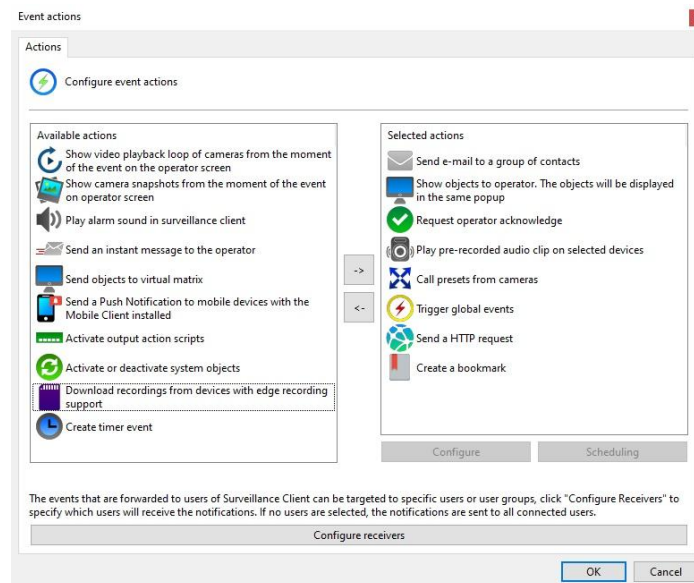 Event actions
Actions
Configure event actions
Available actions
Show video playback loop of cameras from the moment
of the event on the operator screen
Show camera snapshots from the moment of the event
on operator screen
Play alarm sound in surveillance client
Send an instant message to the operator
Send objects to virtual matrix
Send a Push Notification to mobile devices with the
Mobile Client installed
Activate output action scripts
Activate or deactivate system objects
Download recordings from devices with edge recording
support
Create timer event
->
<-
Selected actions
Send e-mail to a group of contacts
Show objects to operator. The objects will be displayed
in the same popup
Request operator acknowledge
Play pre-recorded audio clip on selected devices
Call presets from cameras
Trigger global events
Send a HTTP request
Create a bookmark
Configure
Scheduling
The events that are forwarded to users of Surveillance Client can be targeted to specific users or user groups, click "Configure Receivers" to
specify which users will receive the notifications. If no users are selected, the notifications are sent to all connected users.
Configure receivers
OK
Cancel